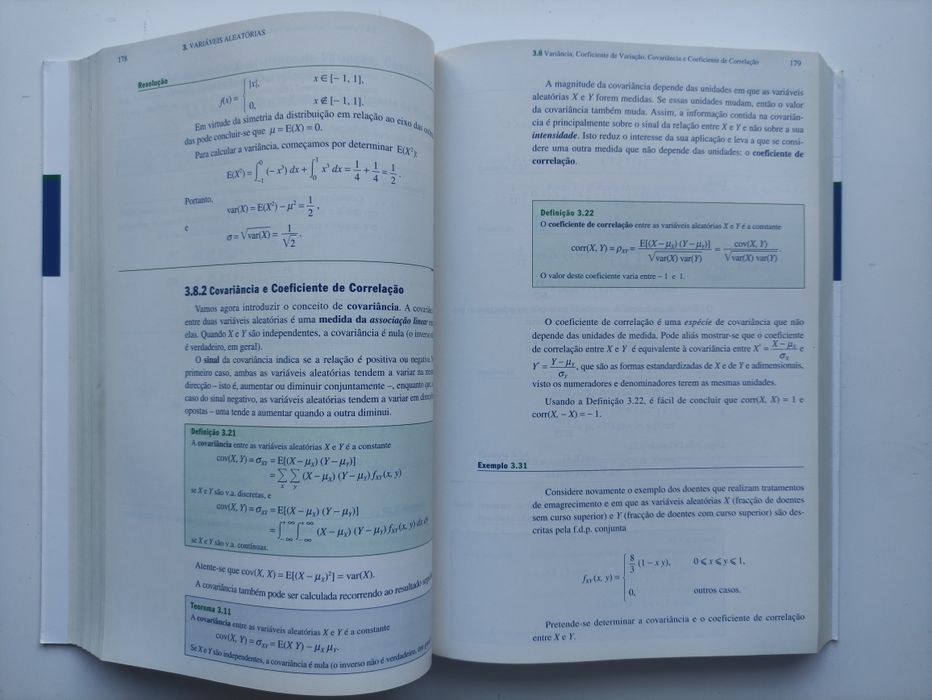 178
3. VARIÁVEIS ALEATÓRIAS
Resolução
f(x) = { |x|, x ∈ [− 1, 1],
0, x ∉ [− 1, 1].
Em virtude da simetria da distribuição em relação ao eixo das
das pode concluir-se que μ = E(X) = 0.
Para calcular a variância, começamos por determinar E(X²):
E(X²) = ∫₋₁⁰ (− x³) dx + ∫₀¹ x³ dx = 1/4 + 1/4 = 1/2 .
Portanto,
var(X) = E(X²) − μ² = 1/2 ,
e
σ = √var(X) = 1/√2 .
3.8.2 Covariância e Coeficiente de Correlação
Vamos agora introduzir o conceito de covariância. A
entre duas variáveis aleatórias é uma medida da associação linear
elas. Quando X e Y são independentes, a covariância é nula (o inverso
é verdadeiro, em geral).
O sinal da covariância indica se a relação é positiva ou negativa.
primeiro caso, ambas as variáveis aleatórias tendem a variar na
direcção – isto é, aumentar ou diminuir conjuntamente –, enquanto
caso do sinal negativo, as variáveis aleatórias tendem a variar em
opostas – uma tende a aumentar quando a outra diminui.
Definição 3.21
A covariância entre as variáveis aleatórias X e Y é a constante
cov(X, Y) = σXY = E[(X − μX) (Y − μY)]
= ∑x ∑y (X − μX) (Y − μY) fXY(x, y)
se X e Y são v.a. discretas, e
cov(X, Y) = σXY = E[(X − μX) (Y − μY)]
= ∫₋∞⁺∞ ∫₋∞⁺∞ (X − μX) (Y − μY) fXY(x, y) dx dy
se X e Y são v.a. contínuas.
Atente-se que cov(X, X) = E[(X − μX)²] = var(X).
A covariância também pode ser calculada recorrendo ao resultado
Teorema 3.11
A covariância entre as variáveis aleatórias X e Y é a constante
cov(X, Y) = σXY = E(X Y) − μX μY.
Se X e Y são independentes, a covariância é nula (o inverso não é verdadeiro, em
3.8 Variância, Coeficiente de Variação, Covariância e Coeficiente de Correlação
179
A magnitude da covariância depende das unidades em que as variáveis
aleatórias X e Y forem medidas. Se essas unidades mudam, então o valor
da covariância também muda. Assim, a informação contida na covariân-
cia é principalmente sobre o sinal da relação entre X e Y e não sobre a sua
intensidade. Isto reduz o interesse da sua aplicação e leva a que se consi-
dere uma outra medida que não depende das unidades: o coeficiente de
correlação.
Definição 3.22
O coeficiente de correlação entre as variáveis aleatórias X e Y é a constante
corr(X, Y) = ρXY = E[(X − μX) (Y − μY)] / √var(X) var(Y) = cov(X, Y) / √var(X) var(Y) .
O valor deste coeficiente varia entre − 1 e 1.
O coeficiente de correlação é uma espécie de covariância que não
depende das unidades de medida. Pode aliás mostrar-se que o coeficiente
de correlação entre X e Y é equivalente à covariância entre X' = (X − μX)/σX e
Y' = (Y − μY)/σY, que são as formas estandardizadas de X e de Y e adimensionais,
visto os numeradores e denominadores terem as mesmas unidades.
Usando a Definição 3.22, é fácil de concluir que corr(X, X) = 1 e
corr(X, − X) = − 1.
Exemplo 3.31
Considere novamente o exemplo dos doentes que realizam tratamentos
de emagrecimento e em que as variáveis aleatórias X (fracção de doentes
sem curso superior) e Y (fracção de doentes com curso superior) são des-
critas pela f.d.p. conjunta
fXY(x, y) = { 8/3 (1 − x y), 0 ⩽ x ⩽ y ⩽ 1,
0, outros casos.
Pretende-se determinar a covariância e o coeficiente de correlação
entre X e Y.